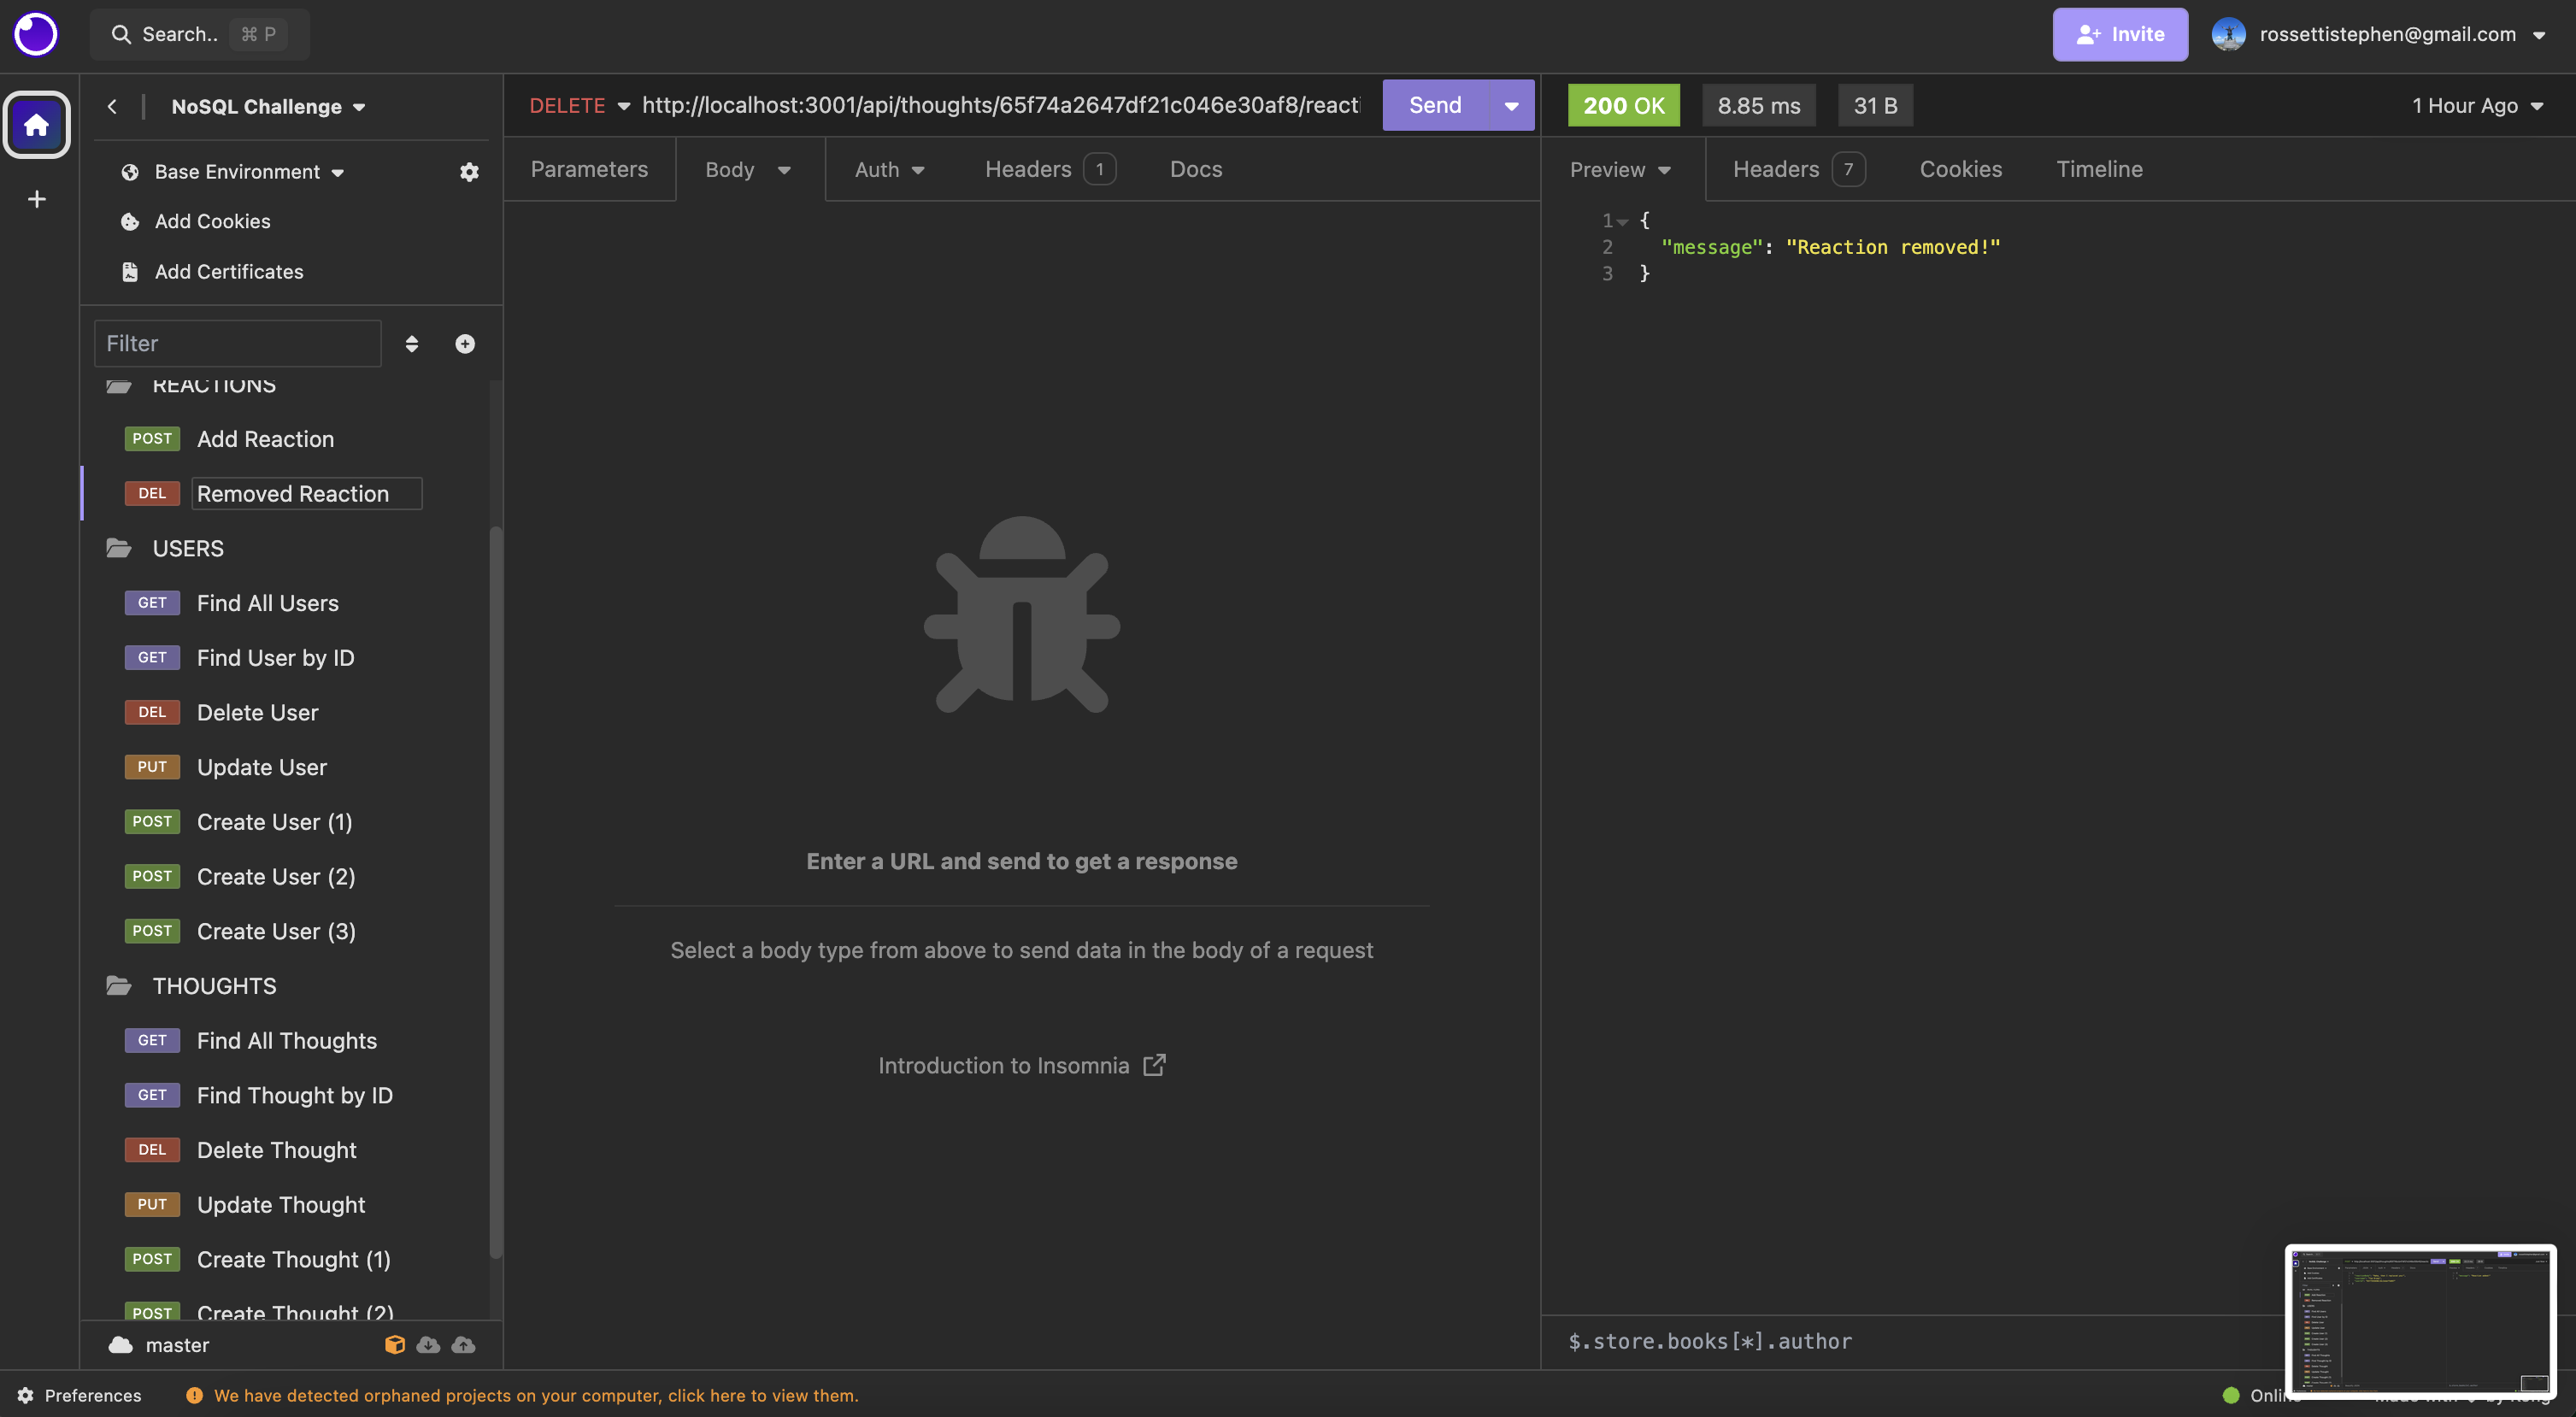 Search.. ⌘ P
Invite
rossettistephen@gmail.com
NoSQL Challenge
Base Environment
Add Cookies
Add Certificates
Filter
REACTIONS
POST Add Reaction
DEL Removed Reaction
USERS
GET Find All Users
GET Find User by ID
DEL Delete User
PUT Update User
POST Create User (1)
POST Create User (2)
POST Create User (3)
THOUGHTS
GET Find All Thoughts
GET Find Thought by ID
DEL Delete Thought
PUT Update Thought
POST Create Thought (1)
POST Create Thought (2)
master
DELETE http://localhost:3001/api/thoughts/65f74a2647df21c046e30af8/reacti
Send
Parameters Body Auth Headers 1 Docs
Enter a URL and send to get a response
Select a body type from above to send data in the body of a request
Introduction to Insomnia
200 OK 8.85 ms 31 B 1 Hour Ago
Preview Headers 7 Cookies Timeline
1 {
2 "message": "Reaction removed!"
3 }
$.store.books[*].author
Preferences
We have detected orphaned projects on your computer, click here to view them.
Online